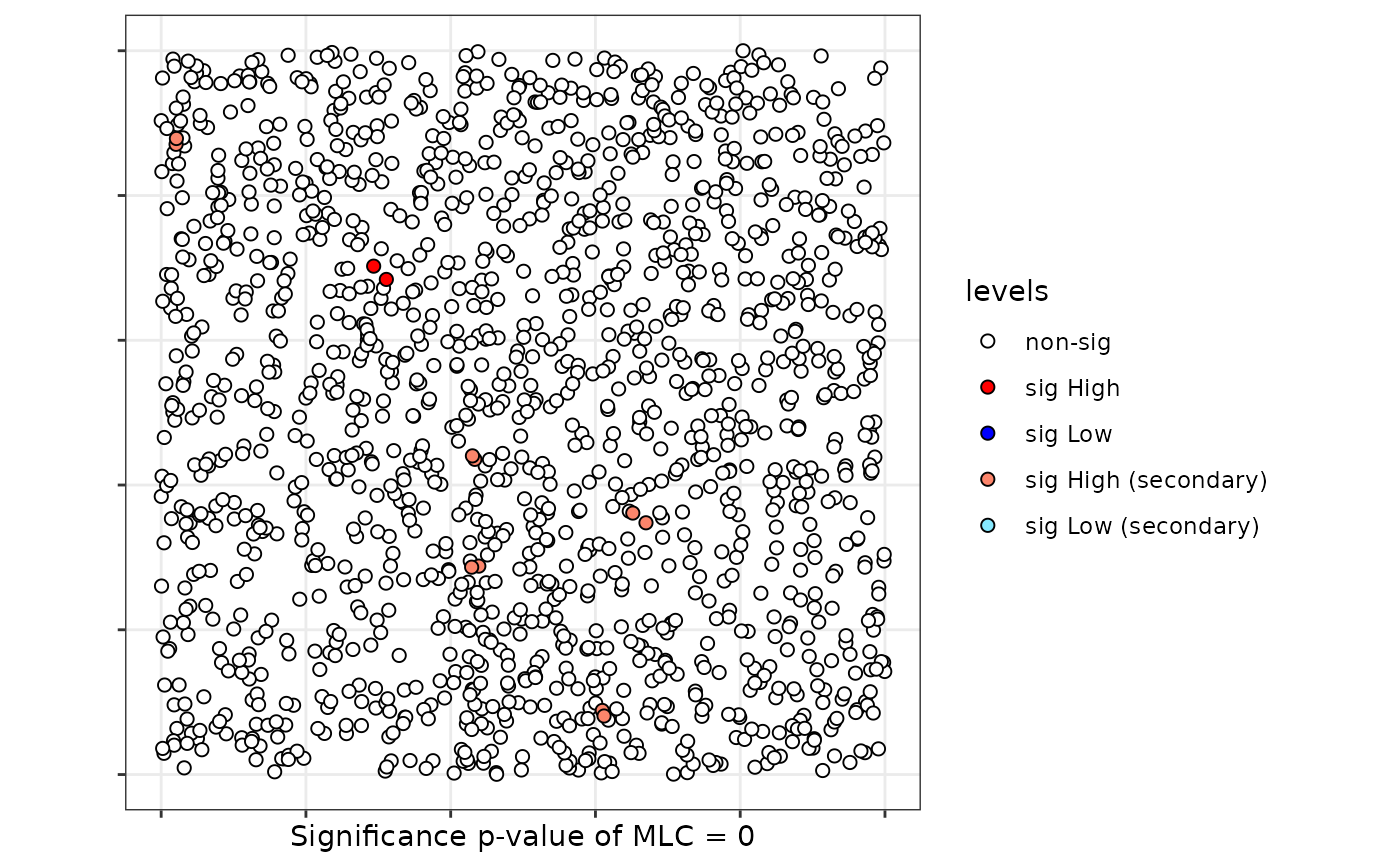 levels
non-sig
sig High
sig Low
sig High (secondary)
sig Low (secondary)
Significance p-value of MLC = 0